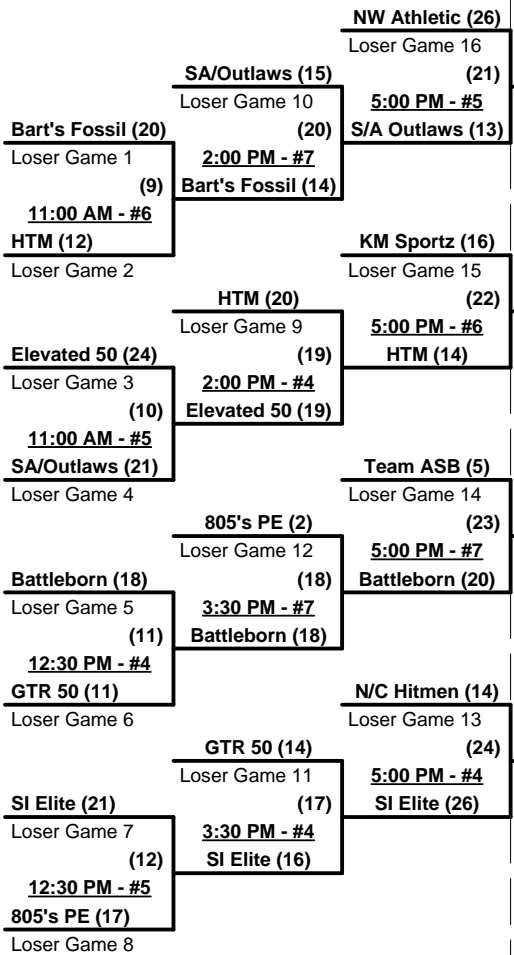 NW Athletic (26)
Loser Game 16
(21)
5:00 PM - #5
S/A Outlaws (13)
SA/Outlaws (15)
Loser Game 10
(20)
2:00 PM - #7
Bart's Fossil (14)
Bart's Fossil (20)
Loser Game 1
(9)
11:00 AM - #6
HTM (12)
Loser Game 2
KM Sportz (16)
Loser Game 15
(22)
5:00 PM - #6
HTM (14)
HTM (20)
Loser Game 9
(19)
2:00 PM - #4
Elevated 50 (19)
Elevated 50 (24)
Loser Game 3
(10)
11:00 AM - #5
SA/Outlaws (21)
Loser Game 4
Team ASB (5)
Loser Game 14
(23)
5:00 PM - #7
Battleborn (20)
805's PE (2)
Loser Game 12
(18)
3:30 PM - #7
Battleborn (18)
Battleborn (18)
Loser Game 5
(11)
12:30 PM - #4
GTR 50 (11)
Loser Game 6
N/C Hitmen (14)
Loser Game 13
(24)
5:00 PM - #4
SI Elite (26)
GTR 50 (14)
Loser Game 11
(17)
3:30 PM - #4
SI Elite (16)
SI Elite (21)
Loser Game 7
(12)
12:30 PM - #5
805's PE (17)
Loser Game 8